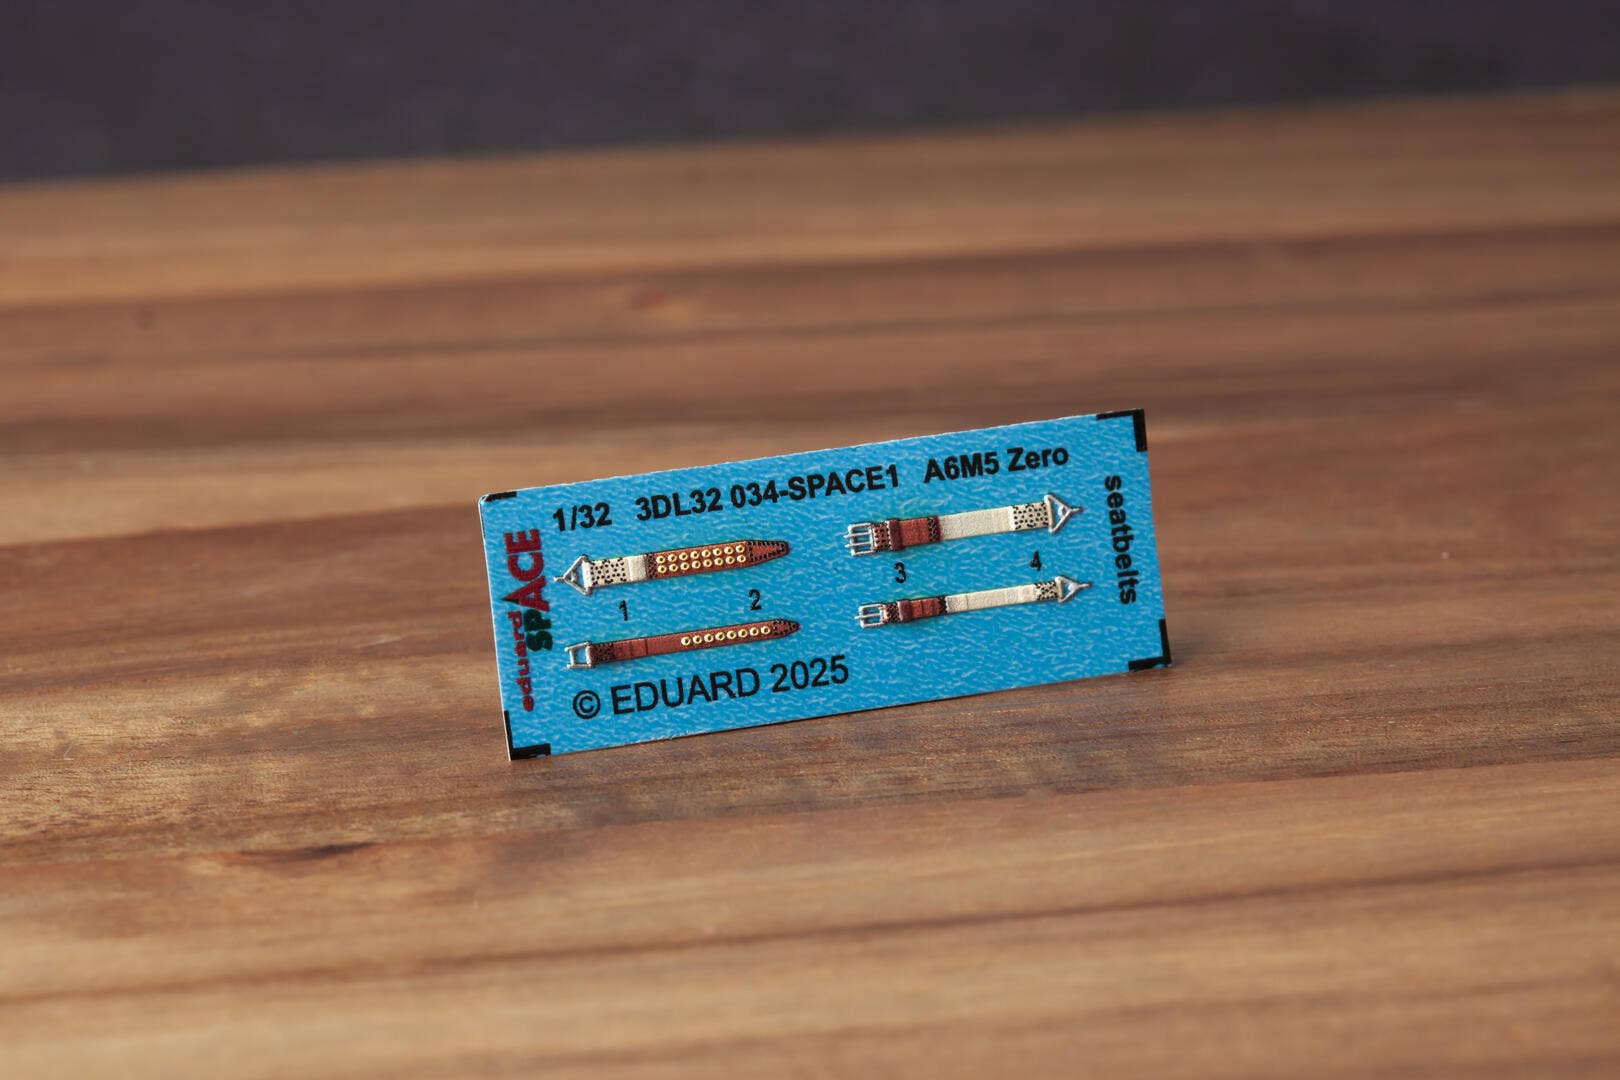 1/32 3DL32 034-SPACE1 A6M5 Zero
eduard
SPACE
1
2
3
4
seatbelts
© EDUARD 2025